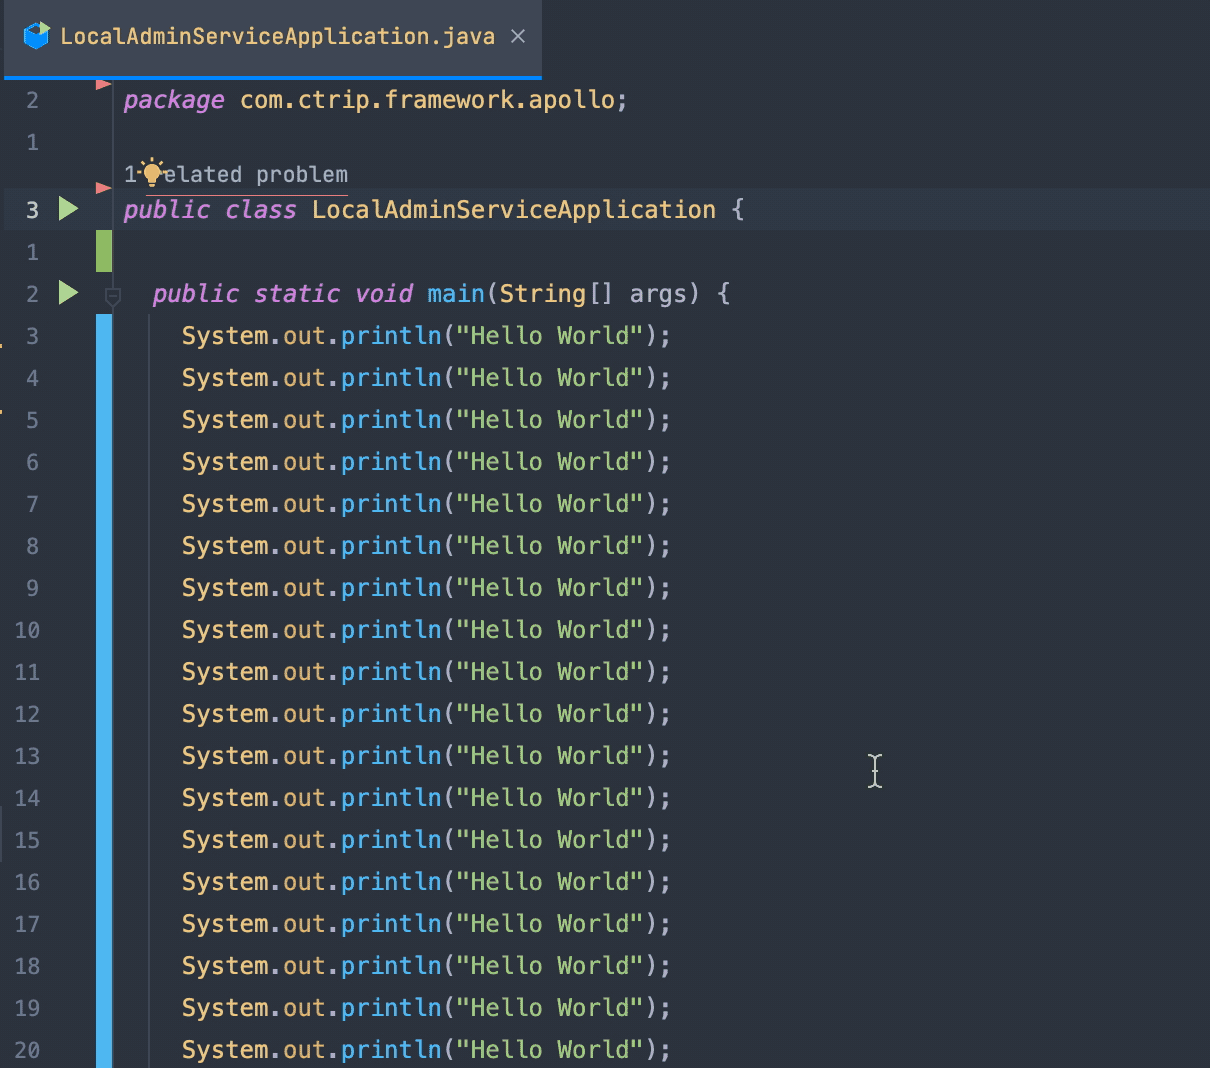 LocalAdminServiceApplication.java
2 package com.ctrip.framework.apollo;
1
1 elated problem
3 public class LocalAdminServiceApplication {
1
2 public static void main(String[] args) {
3 System.out.println("Hello World");
4 System.out.println("Hello World");
5 System.out.println("Hello World");
6 System.out.println("Hello World");
7 System.out.println("Hello World");
8 System.out.println("Hello World");
9 System.out.println("Hello World");
10 System.out.println("Hello World");
11 System.out.println("Hello World");
12 System.out.println("Hello World");
13 System.out.println("Hello World");
14 System.out.println("Hello World");
15 System.out.println("Hello World");
16 System.out.println("Hello World");
17 System.out.println("Hello World");
18 System.out.println("Hello World");
19 System.out.println("Hello World");
20 System.out.println("Hello World");